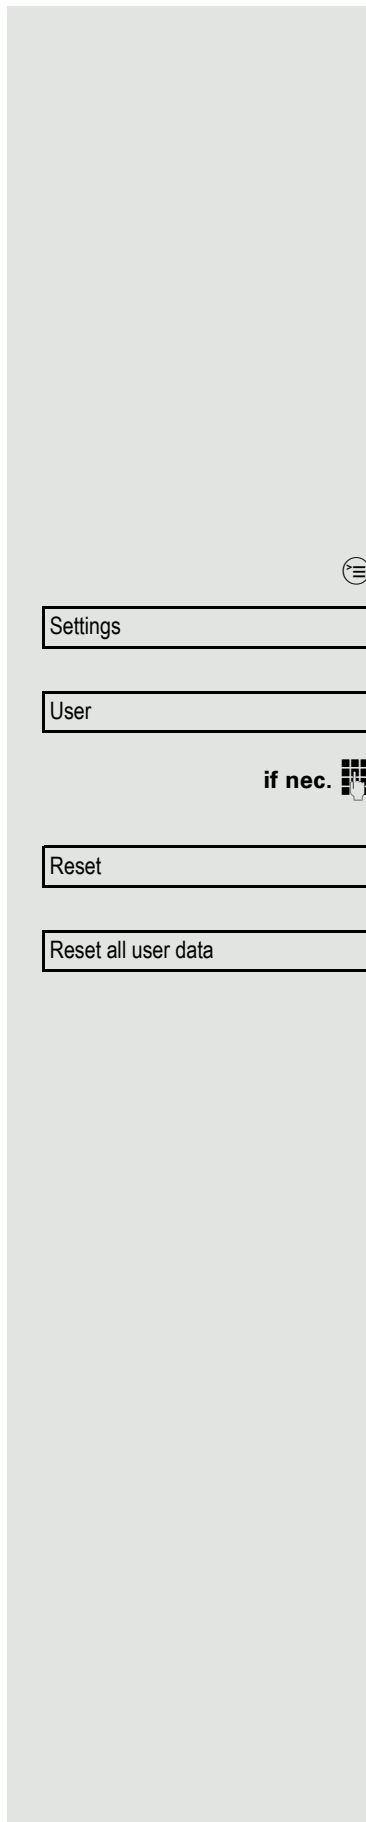 Settings
User
if nec.
Reset
Reset all user data